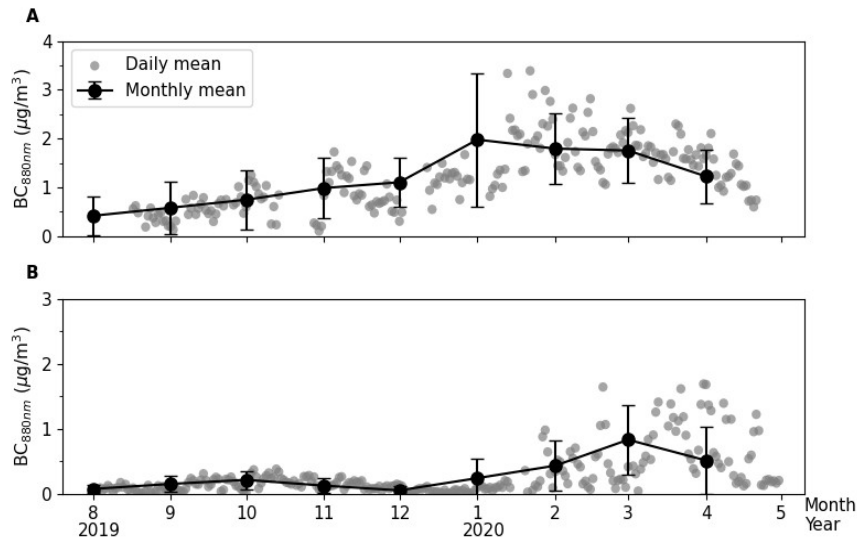 A
BC880nm (μg/m³)
4
3
2
1
0
Daily mean
Monthly mean
B
BC880nm (μg/m³)
3
2
1
0
8 9 10 11 12 1 2 3 4 5 Month
2019 2020 Year